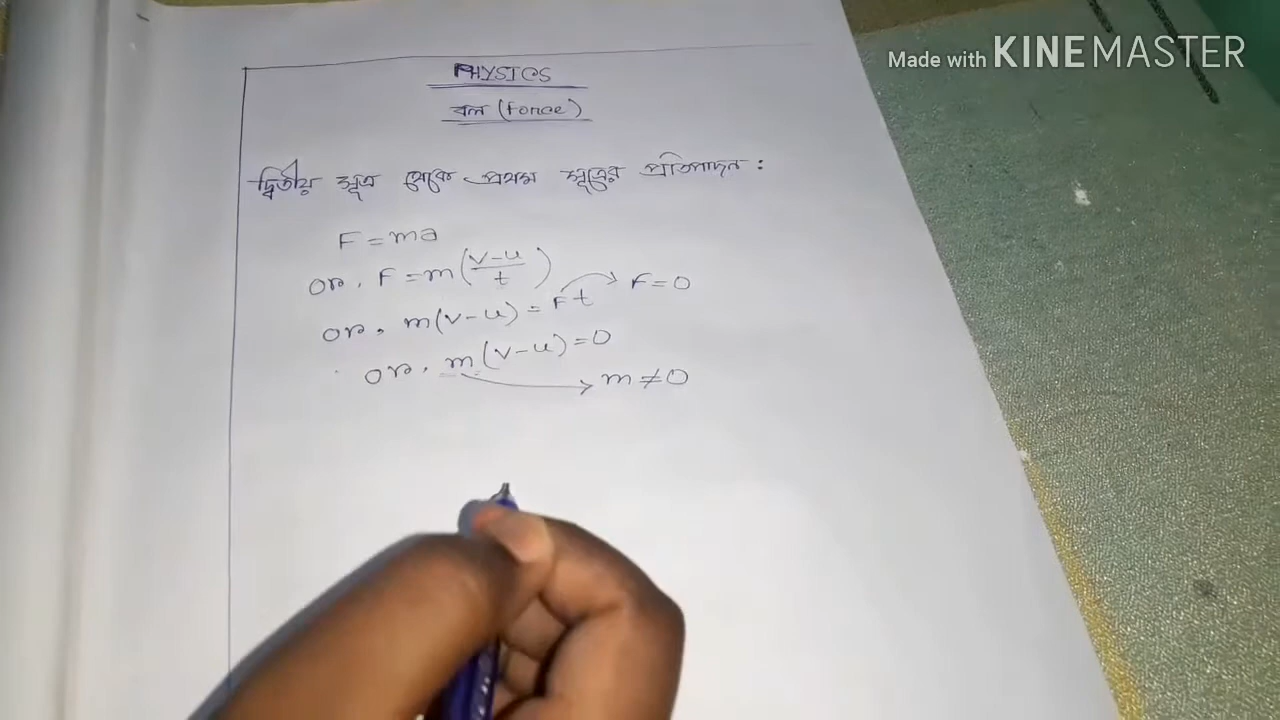 Made with KINEMASTER
PHYSICS
বল (force)
দ্বিতীয় সূত্র থেকে প্রথম সূত্রের প্রতিপাদন :
F = ma
or, F = m(v-u/t)
or, m(v-u) = Ft → F=0
or, m(v-u)=0
→ m≠0